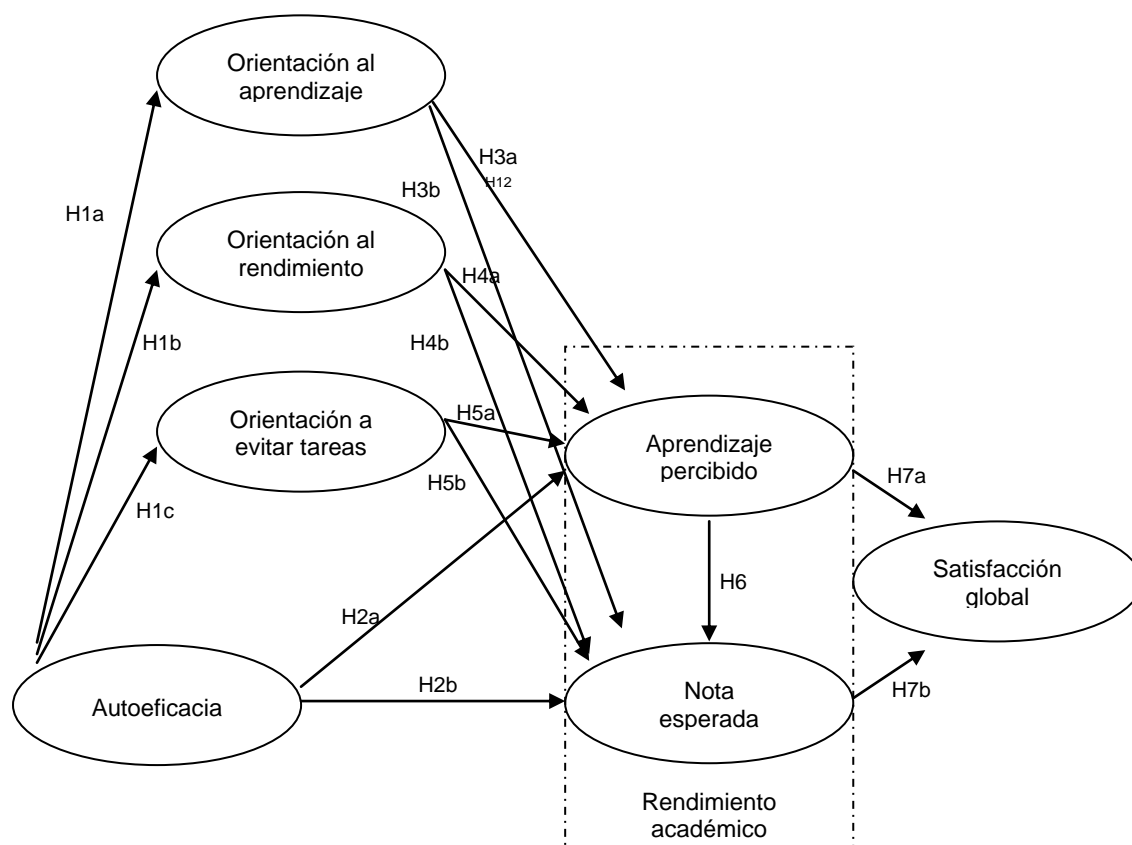 Orientación al
aprendizaje
H3a
H12
H3b
H1a
Orientación al
rendimiento
H4a
H1b
H4b
Orientación a
evitar tareas
H5a
Aprendizaje
percibido
H5b
H7a
H1c
H6
Satisfacción
global
H2a
H2b
H7b
Autoeficacia
Nota
esperada
Rendimiento
académico